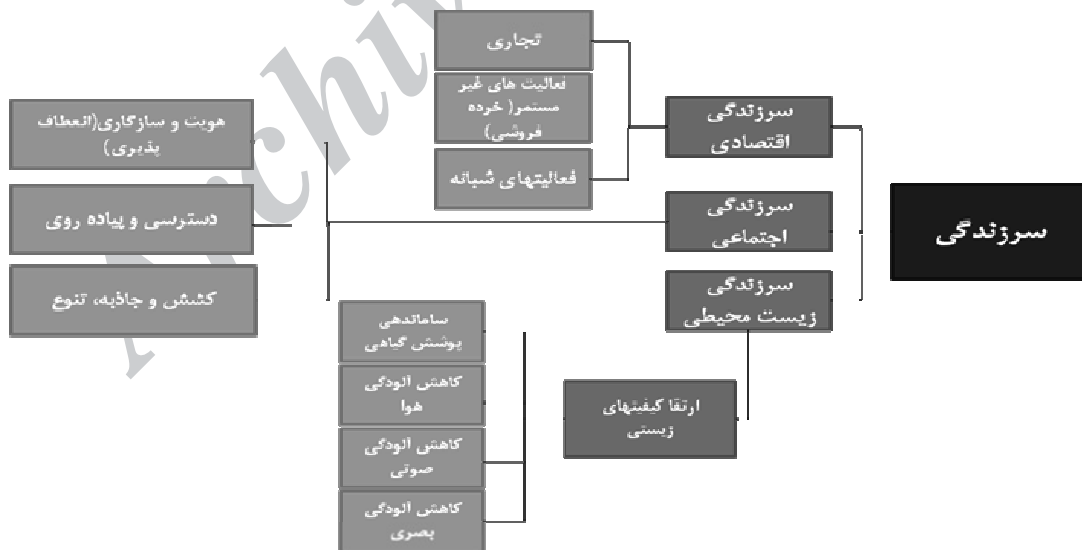 سرزندگی
سرزندگی
اقتصادی
تجاری
فعالیت های غیر
مستمر( خرده
فروشی)
فعالیتهای شبانه
سرزندگی
اجتماعی
هویت و سازگاری(انعطاف
پذیری)
دسترسی و پیاده روی
کشش و جاذبه، تنوع
سرزندگی
زیست محیطی
ارتقا کیفیتهای
زیستی
ساماندهی
پوشش گیاهی
کاهش آلودگی
هوا
کاهش آلودگی
صوتی
کاهش آلودگی
بصری
Archiv